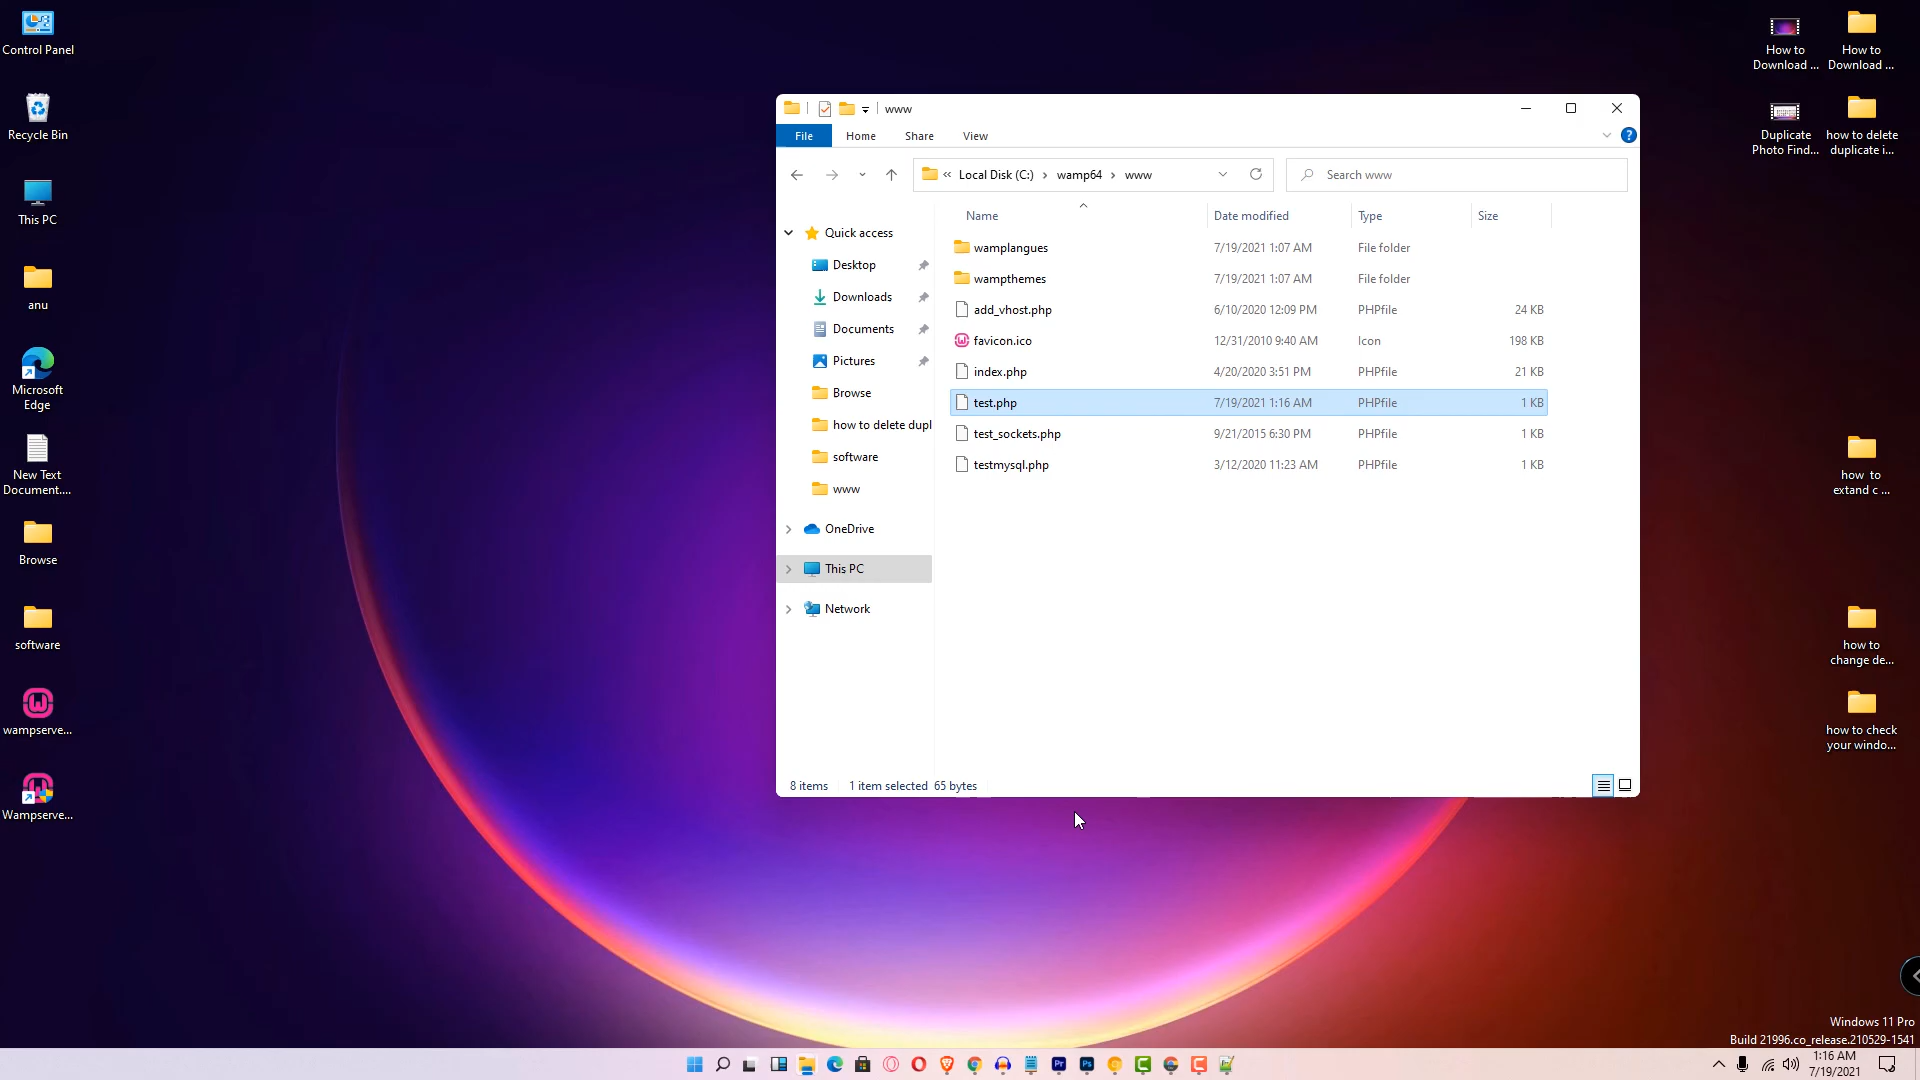 Control Panel
Recycle Bin
This PC
anu
Microsoft
Edge
New Text
Document....
Browse
software
wampserve...
Wampserve...
www
File
Home
Share
View
Local Disk (C:)
wamp64
www
Search www
Name
Date modified
Type
Size
Quick access
Desktop
Downloads
Documents
Pictures
Browse
how to delete dupl
software
www
OneDrive
This PC
Network
wamplangues 7/19/2021 1:07 AM File folder
wampthemes 7/19/2021 1:07 AM File folder
add_vhost.php 6/10/2020 12:09 PM PHPfile 24 KB
favicon.ico 12/31/2010 9:40 AM Icon 198 KB
index.php 4/20/2020 3:51 PM PHPfile 21 KB
test.php 7/19/2021 1:16 AM PHPfile 1 KB
test_sockets.php 9/21/2015 6:30 PM PHPfile 1 KB
testmysql.php 3/12/2020 11:23 AM PHPfile 1 KB
8 items 1 item selected 65 bytes
How to
Download ...
How to
Download ...
Duplicate
Photo Find...
how to delete
duplicate i...
how to
extand c ...
how to
change de...
how to check
your windo...
Windows 11 Pro
Build 21996.co_release.210529-1541
Pr
Ps
1:16 AM
7/19/2021